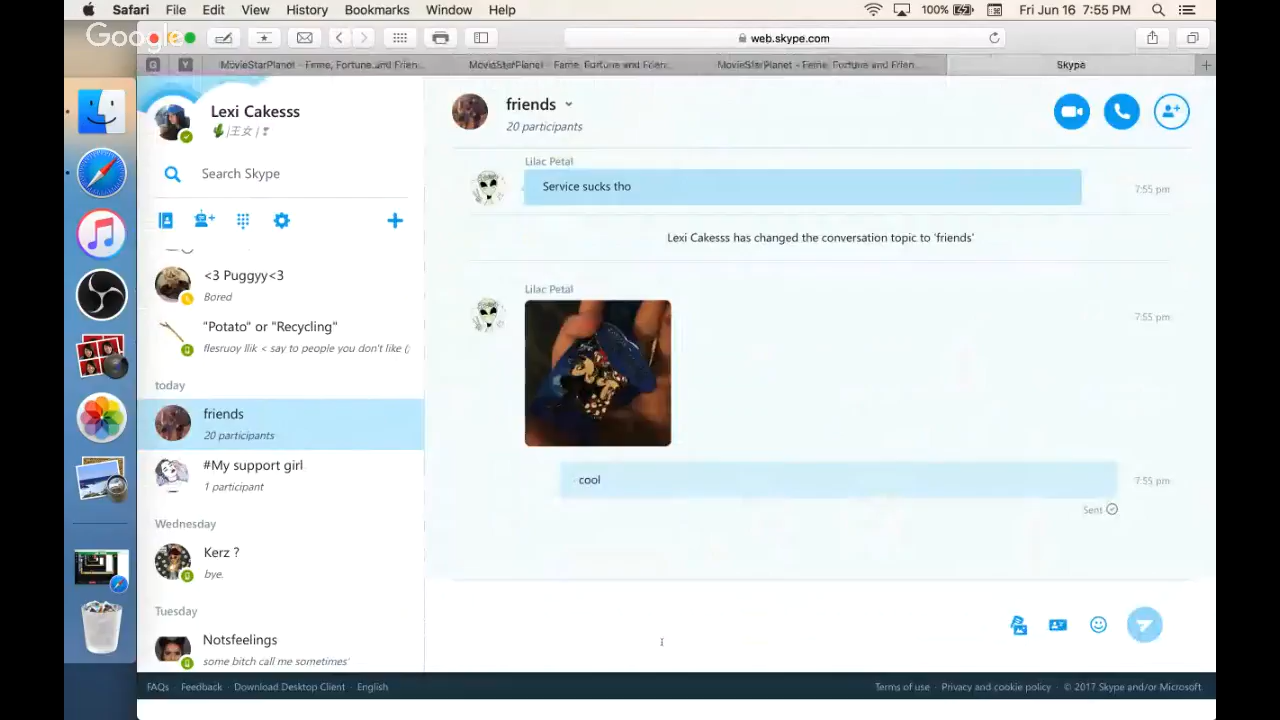 Safari File Edit View History Bookmarks Window Help 100% Fri Jun 16 7:55 PM
Google
web.skype.com
G Y MovieStarPlanet - Fame, Fortune and Frien... MovieStarPlanet - Fame, Fortune and Frien... MovieStarPlanet - Fame, Fortune and Frien... Skype
Lexi Cakesss
|王女|
Search Skype
<3 Puggyy<3
Bored
"Potato" or "Recycling"
flesruoy llik < say to people you don't like (;
today
friends
20 participants
#My support girl
1 participant
Wednesday
Kerz ?
bye.
Tuesday
Notsfeelings
some bitch call me sometimes'
friends
20 participants
Lilac Petal
Service sucks tho
7:55 pm
Lexi Cakesss has changed the conversation topic to 'friends'
Lilac Petal
7:55 pm
cool
7:55 pm
Sent
FAQs · Feedback · Download Desktop Client · English
Terms of use · Privacy and cookie policy · © 2017 Skype and/or Microsoft